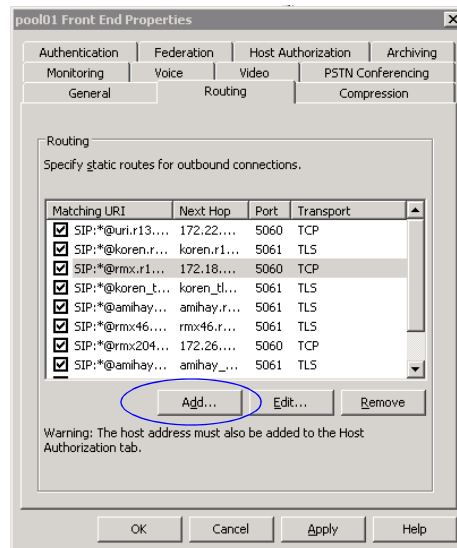 pool01 Front End Properties
Authentication Federation Host Authorization Archiving
Monitoring Voice Video PSTN Conferencing
General Routing Compression
Routing
Specify static routes for outbound connections.
Matching URI Next Hop Port Transport
SIP:*@uri.r13.... 172.22.... 5060 TCP
SIP:*@koren.r... koren.r1... 5061 TLS
SIP:*@rmx.r1... 172.18.... 5060 TCP
SIP:*@koren_t... koren_tl... 5061 TLS
SIP:*@amihay... amihay.r... 5061 TLS
SIP:*@rmx46.... rmx46.r... 5061 TLS
SIP:*@rmx204... 172.26.... 5060 TCP
SIP:*@amihay... amihay_... 5061 TLS
Add... Edit... Remove
Warning: The host address must also be added to the Host
Authorization tab.
OK Cancel Apply Help